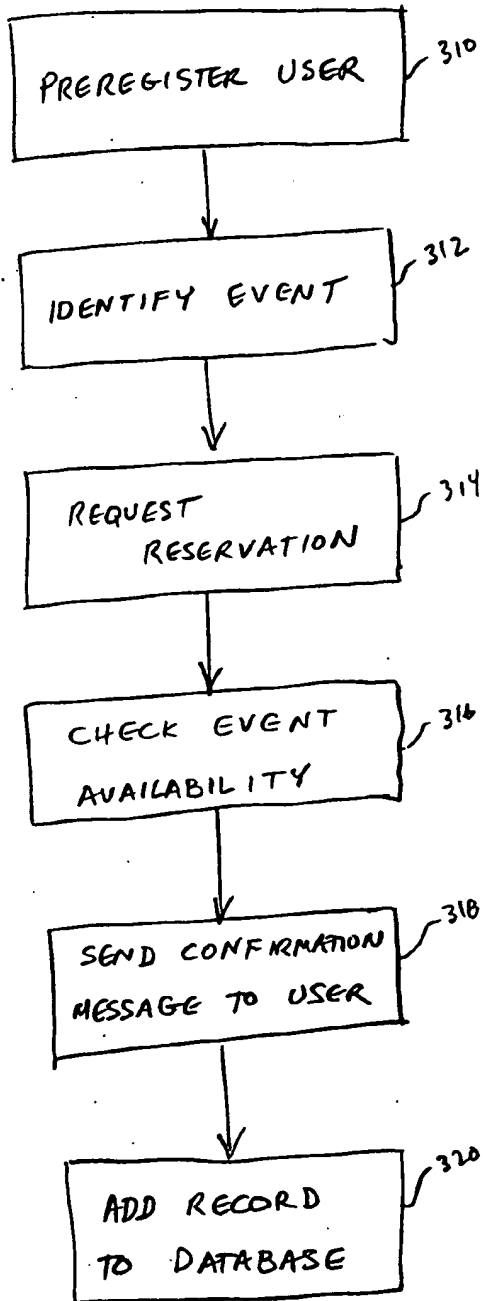 PREREGISTER USER
310
IDENTIFY EVENT
312
REQUEST
RESERVATION
314
CHECK EVENT
AVAILABILITY
316
SEND CONFIRMATION
MESSAGE TO USER
318
ADD RECORD
TO DATABASE
320